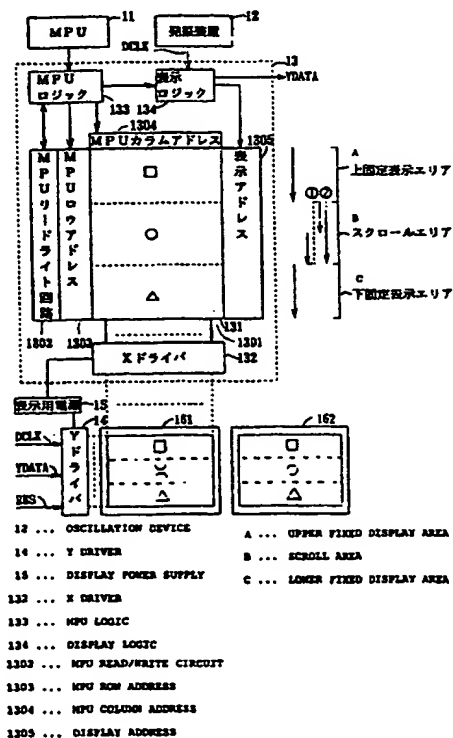 11
12
MPU
発振装置
DCLK
13
MPU
ロジック
表示
ロジック
YDATA
133 134
1304
MPUカラムアドレス
1305
MPUリードライト回路
MPUロウアドレス
表示アドレス
□
○
△
A
上固定表示エリア
①②
B
スクロールエリア
C
下固定表示エリア
1302
1303
131
1301
Xドライバ
132
表示用電源
15
14
161
162
DCLK
YDATA
RES
Yドライバ
□
△
□
△
12 ... OSCILLATION DEVICE
14 ... Y DRIVER
15 ... DISPLAY POWER SUPPLY
132 ... X DRIVER
133 ... MPU LOGIC
134 ... DISPLAY LOGIC
1302 ... MPU READ/WRITE CIRCUIT
1303 ... MPU ROW ADDRESS
1304 ... MPU COLUMN ADDRESS
1305 ... DISPLAY ADDRESS
A ... UPPER FIXED DISPLAY AREA
B ... SCROLL AREA
C ... LOWER FIXED DISPLAY AREA